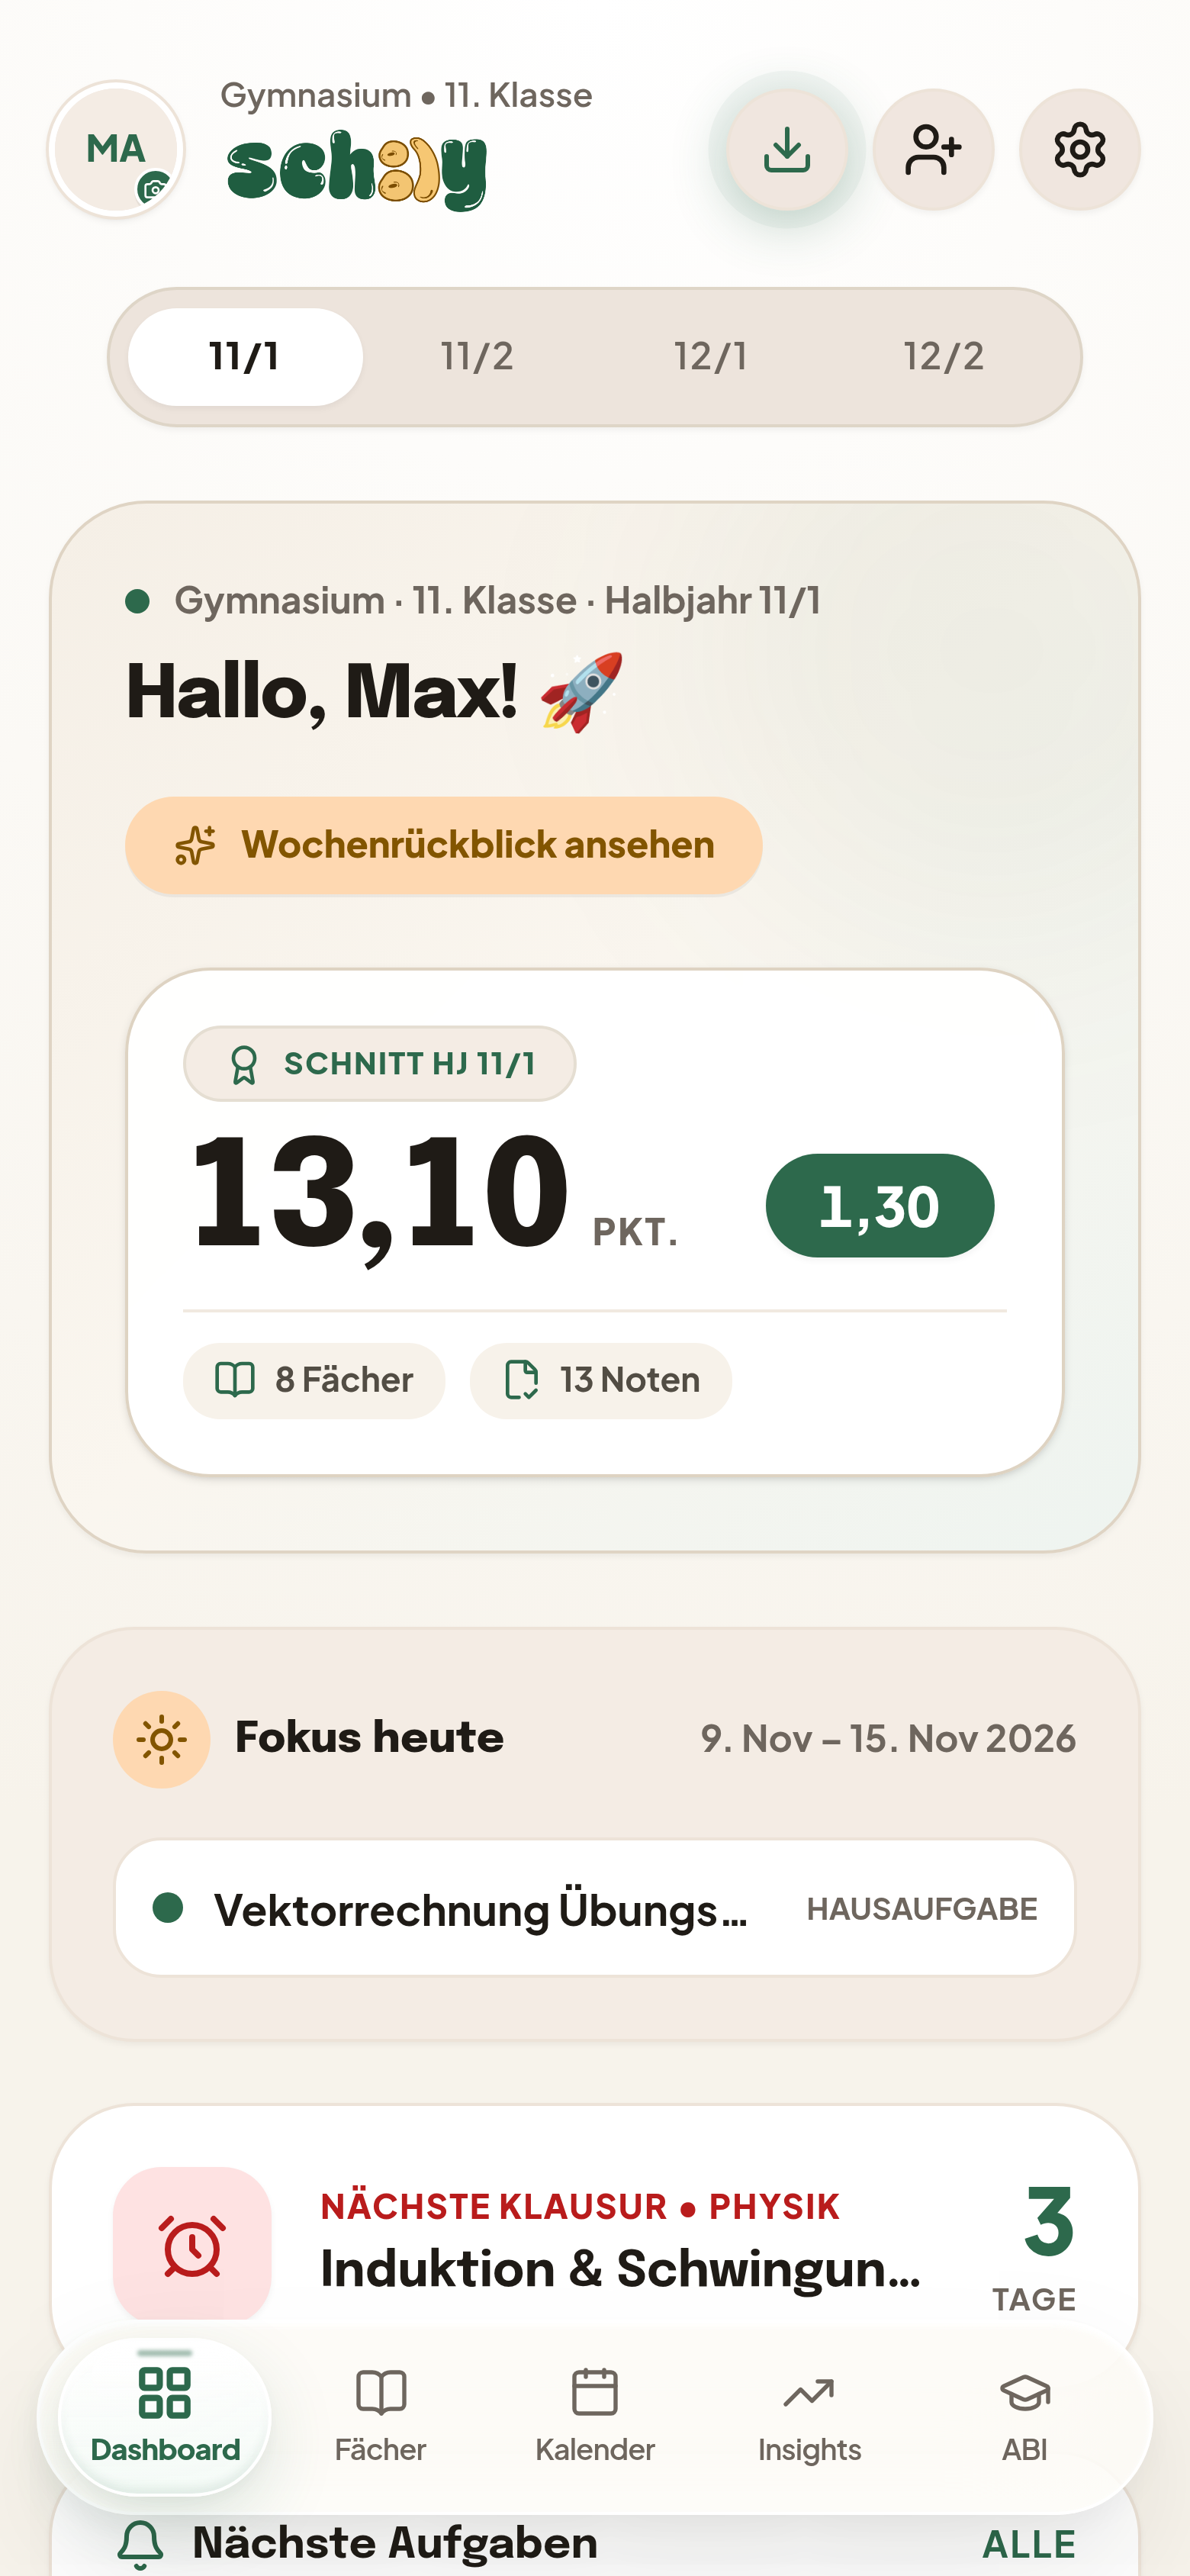 Gymnasium • 11. Klasse
MA
schooly
11/1 11/2 12/1 12/2
Gymnasium · 11. Klasse · Halbjahr 11/1
Hallo, Max! 🚀
Wochenrückblick ansehen
SCHNITT HJ 11/1
13,10 PKT. 1,30
8 Fächer 13 Noten
Fokus heute 9. Nov – 15. Nov 2026
Vektorrechnung Übungs... HAUSAUFGABE
NÄCHSTE KLAUSUR • PHYSIK
Induktion & Schwingun... 3
TAGE
Dashboard Fächer Kalender Insights ABI
Nächste Aufgaben ALLE